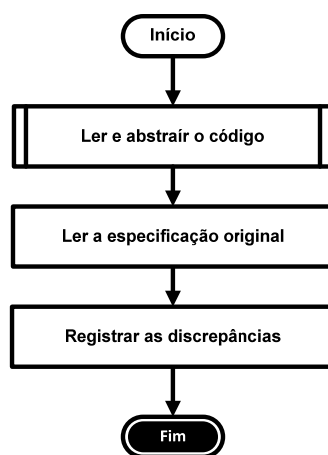 Início
Ler e abstraír o código
Ler a especificação original
Registrar as discrepâncias
Fim